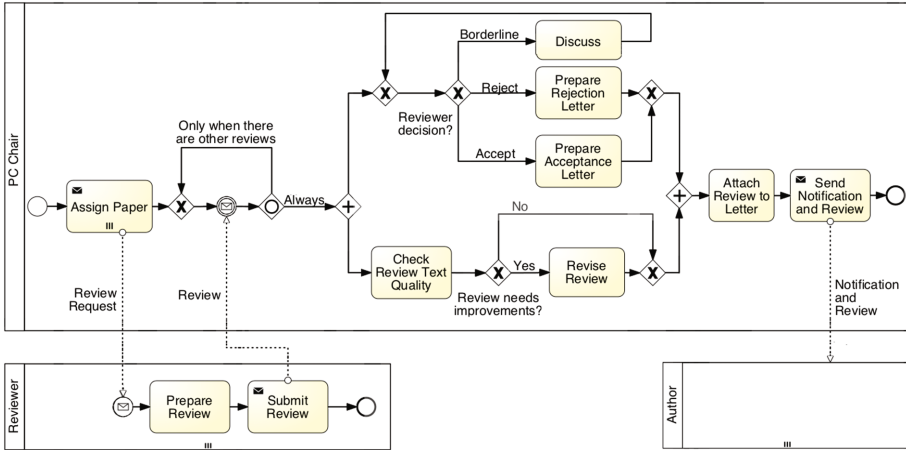 PC Chair
Borderline
Discuss
Reject
Prepare
Rejection
Letter
Reviewer
decision?
Accept
Prepare
Acceptance
Letter
Only when there
are other reviews
Assign Paper
Always
Attach
Review to
Letter
Send
Notification
and Review
Check
Review Text
Quality
No
Yes
Revise
Review
Review needs
improvements?
Review
Request
Review
Notification
and
Review
Reviewer
Prepare
Review
Submit
Review
Author